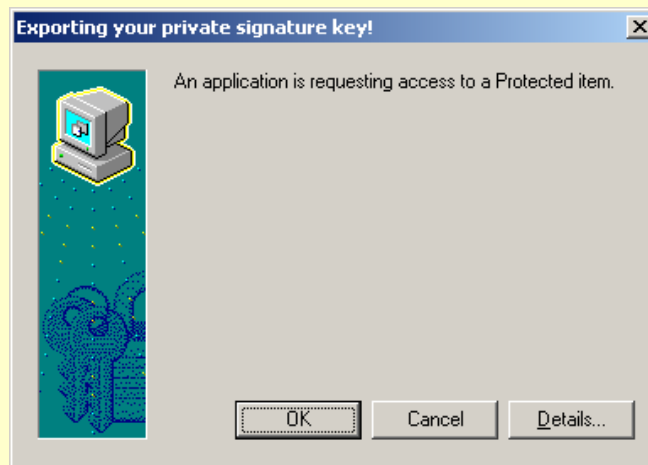 Exporting your private signature key!
An application is requesting access to a Protected item.
OK
Cancel
Details...